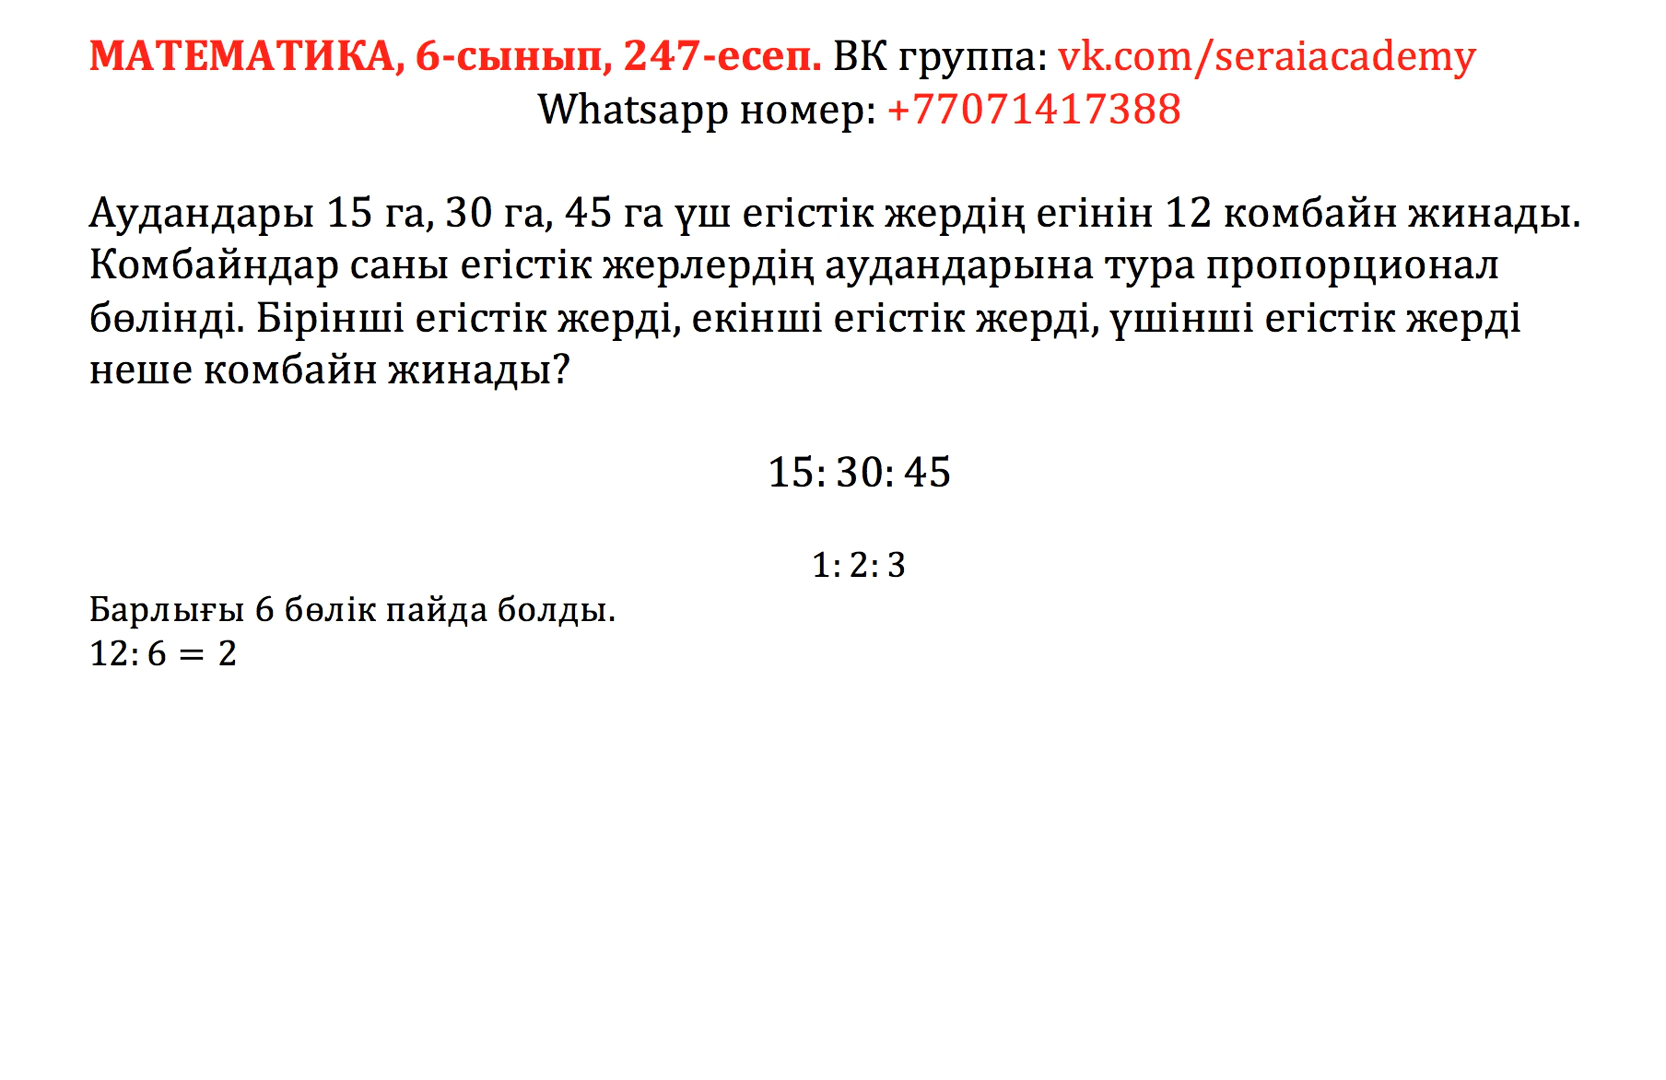 МАТЕМАТИКА, 6-сынып, 247-есеп. ВК группа: vk.com/seraiacademy
Whatsapp номер: +77071417388
Аудандары 15 га, 30 га, 45 га үш егістік жердің егінін 12 комбайн жинады.
Комбайндар саны егістік жерлердің аудандарына тура пропорционал
бөлінді. Бірінші егістік жерді, екінші егістік жерді, үшінші егістік жерді
неше комбайн жинады?
15: 30: 45
1: 2: 3
Барлығы 6 бөлік пайда болды.
12: 6 = 2